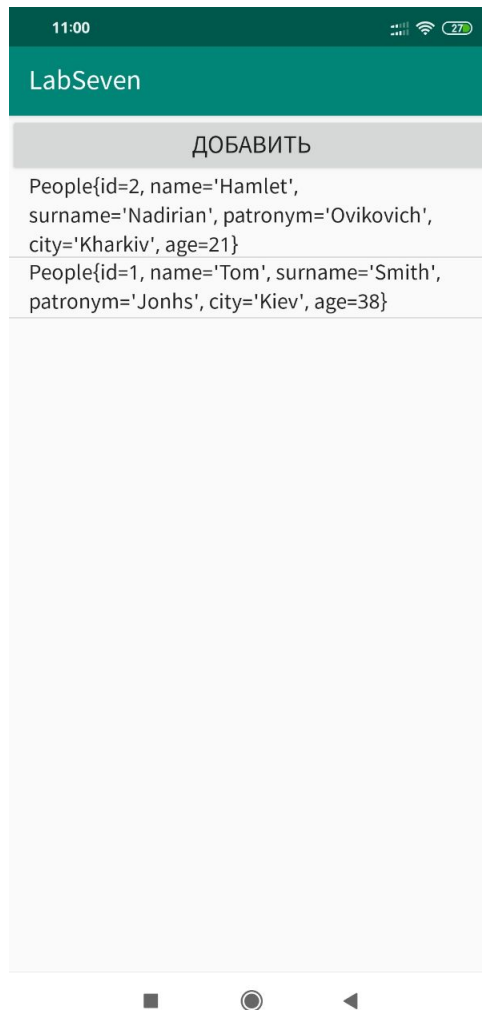 11:00
27
LabSeven
ДОБАВИТЬ
People{id=2, name='Hamlet',
surname='Nadirian', patronym='Ovikovich',
city='Kharkiv', age=21}
People{id=1, name='Tom', surname='Smith',
patronym='Jonhs', city='Kiev', age=38}